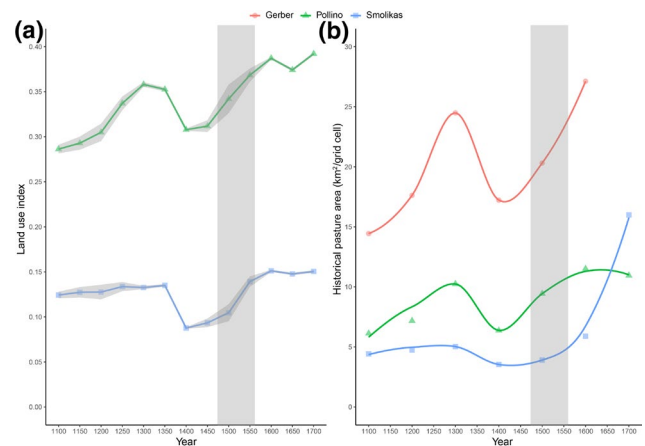 Gerber Pollino Smolikas
(a)
0.40
0.35
0.30
0.25
0.20
0.15
0.10
0.05
0.00
Land use index
1100 1150 1200 1250 1300 1350 1400 1450 1500 1550 1600 1650 1700
Year
(b)
30
25
20
15
10
5
0
Historical pasture area (km²/grid cell)
1100 1150 1200 1250 1300 1350 1400 1450 1500 1550 1600 1650 1700
Year